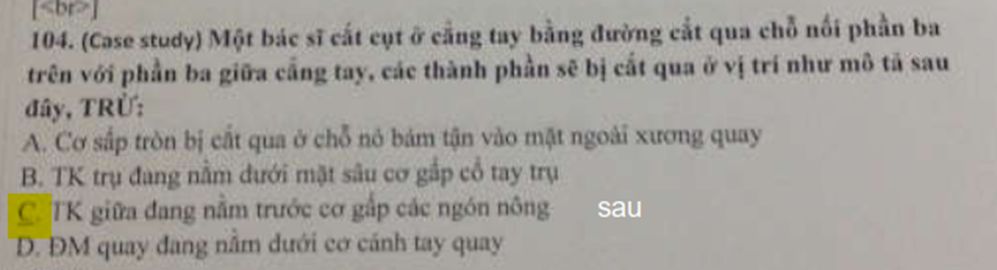 [<br>]
104. (Case study) Một bác sĩ cắt cụt ở cẳng tay bằng đường cắt qua chỗ nối phần ba
trên với phần ba giữa cẳng tay, các thành phần sẽ bị cắt qua ở vị trí như mô tả sau
đây, TRỪ:
A. Cơ sấp tròn bị cắt qua ở chỗ nó bám tận vào mặt ngoài xương quay
B. TK trụ đang nằm dưới mặt sâu cơ gấp cổ tay trụ
C. TK giữa đang nằm trước cơ gấp các ngón nông sau
D. ĐM quay đang nằm dưới cơ cánh tay quay